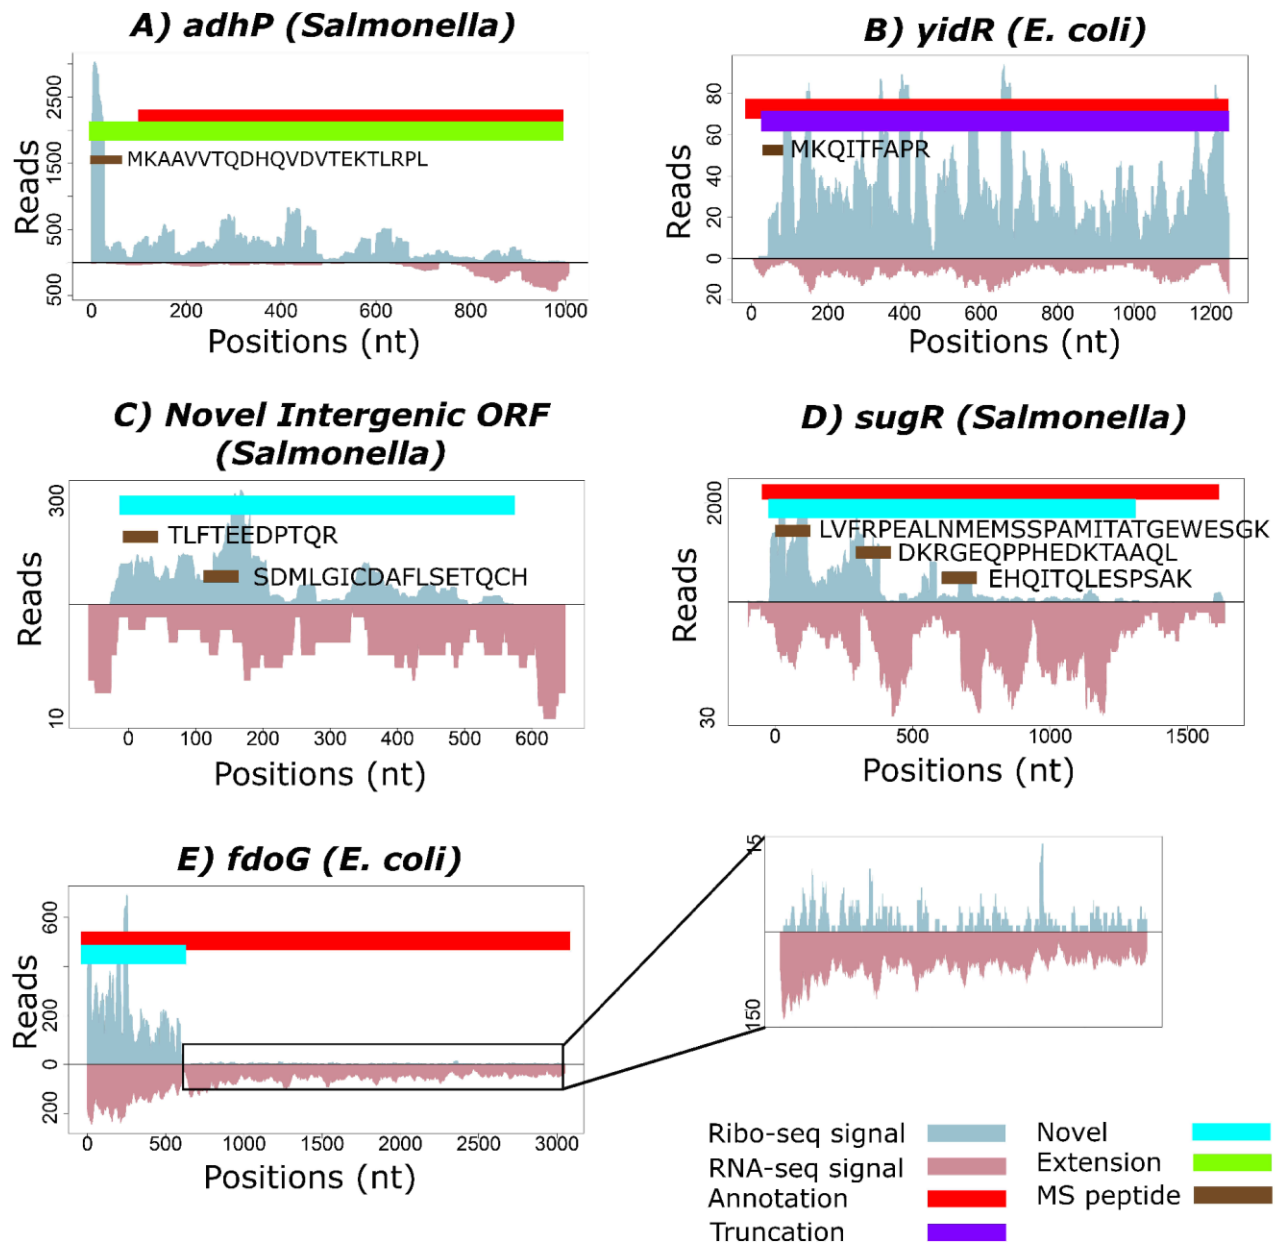 A) adhP (Salmonella)
Reads
2500
1500
500
500
MKAAVVTQDHQVDVTEKTLRPL
0 200 400 600 800 1000
Positions (nt)
B) yidR (E. coli)
Reads
80
60
40
20
0
20
MKQITFAPR
0 200 400 600 800 1000 1200
Positions (nt)
C) Novel Intergenic ORF
(Salmonella)
Reads
300
10
TLFTEEDPTQR
SDMLGICDAFLSETQCH
0 100 200 300 400 500 600
Positions (nt)
D) sugR (Salmonella)
Reads
2000
30
LVFRPEALNMEMSSPAMITATGEWESGK
DKRGEQPPHEDKTAAQL
EHQITQLESPSAK
0 500 1000 1500
Positions (nt)
E) fdoG (E. coli)
Reads
600
200
0
200
0 500 1000 1500 2000 2500 3000
Positions (nt)
15
150
Ribo-seq signal
RNA-seq signal
Annotation
Truncation
Novel
Extension
MS peptide